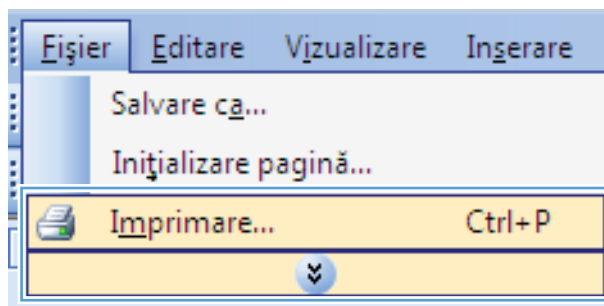 Fişier Editare Vizualizare Inserare
Salvare ca...
Iniţializare pagină...
Imprimare... Ctrl+P